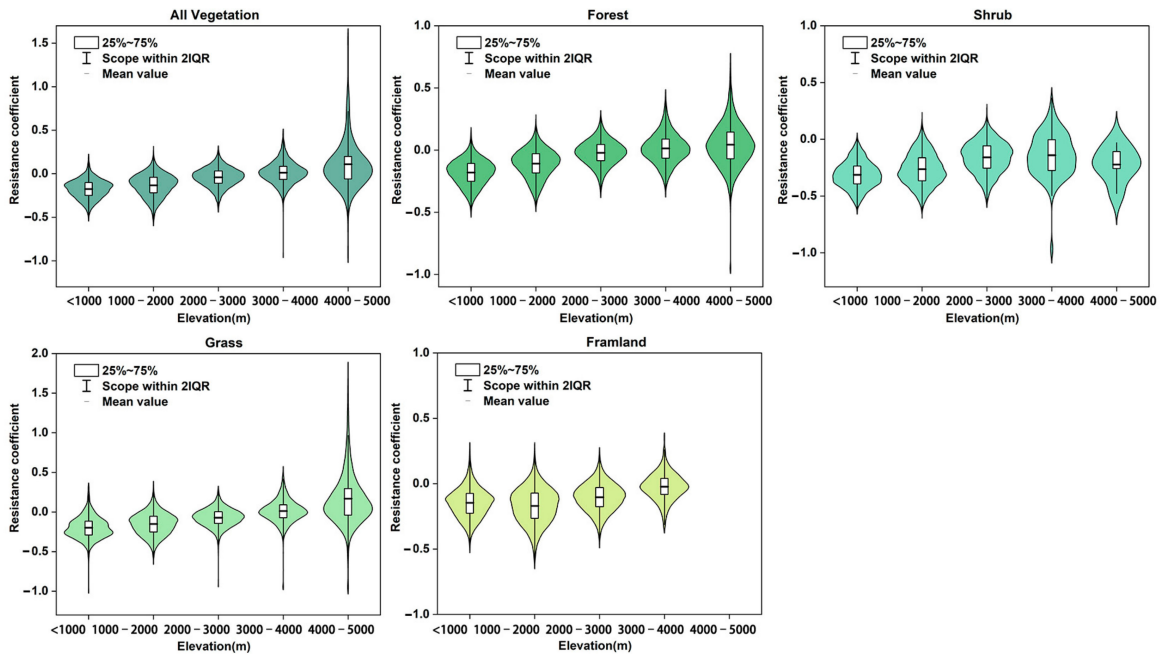 All Vegetation
25%~75%
Scope within 2IQR
Mean value
Resistance coefficient
1.5
1.0
0.5
0.0
−0.5
−1.0
<1000 1000−2000 2000−3000 3000−4000 4000−5000
Elevation(m)
Forest
25%~75%
Scope within 2IQR
Mean value
Resistance coefficient
1.0
0.5
0.0
−0.5
−1.0
<1000 1000−2000 2000−3000 3000−4000 4000−5000
Elevation(m)
Shrub
25%~75%
Scope within 2IQR
Mean value
Resistance coefficient
1.0
0.5
0.0
−0.5
−1.0
<1000 1000−2000 2000−3000 3000−4000 4000−5000
Elevation(m)
Grass
25%~75%
Scope within 2IQR
Mean value
Resistance coefficient
2.0
1.5
1.0
0.5
0.0
−0.5
−1.0
<1000 1000−2000 2000−3000 3000−4000 4000−5000
Elevation(m)
Framland
25%~75%
Scope within 2IQR
Mean value
Resistance coefficient
1.0
0.5
0.0
−0.5
−1.0
<1000 1000−2000 2000−3000 3000−4000 4000−5000
Elevation(m)